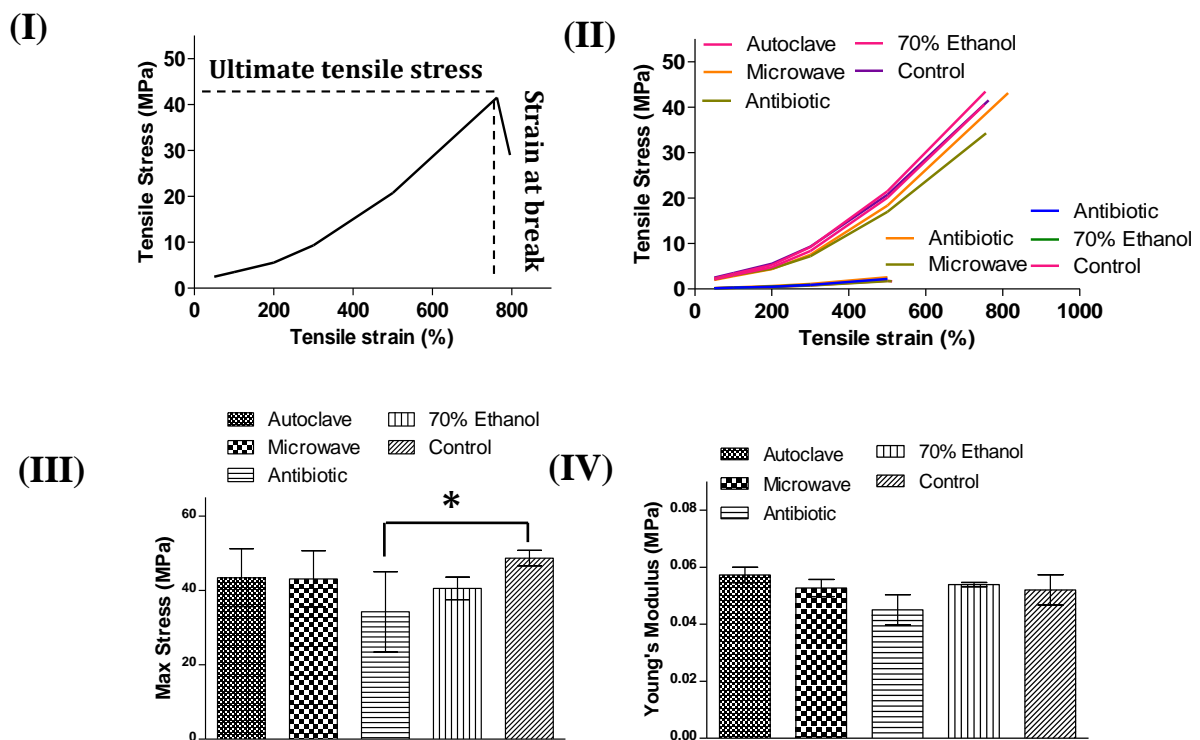 (I)
Tensile Stress (MPa)
50
40
30
20
10
0
Ultimate tensile stress
Strain at break
0 200 400 600 800
Tensile strain (%)
(II)
Autoclave 70% Ethanol
Microwave Control
Antibiotic
Tensile Stress (MPa)
50
40
30
20
10
0
Antibiotic
Antibiotic 70% Ethanol
Microwave Control
0 200 400 600 800 1000
Tensile strain (%)
(III)
Autoclave 70% Ethanol
Microwave Control
Antibiotic
*
Max Stress (MPa)
60
40
20
0
(IV)
Autoclave 70% Ethanol
Microwave Control
Antibiotic
Young's Modulus (MPa)
0.08
0.06
0.04
0.02
0.00